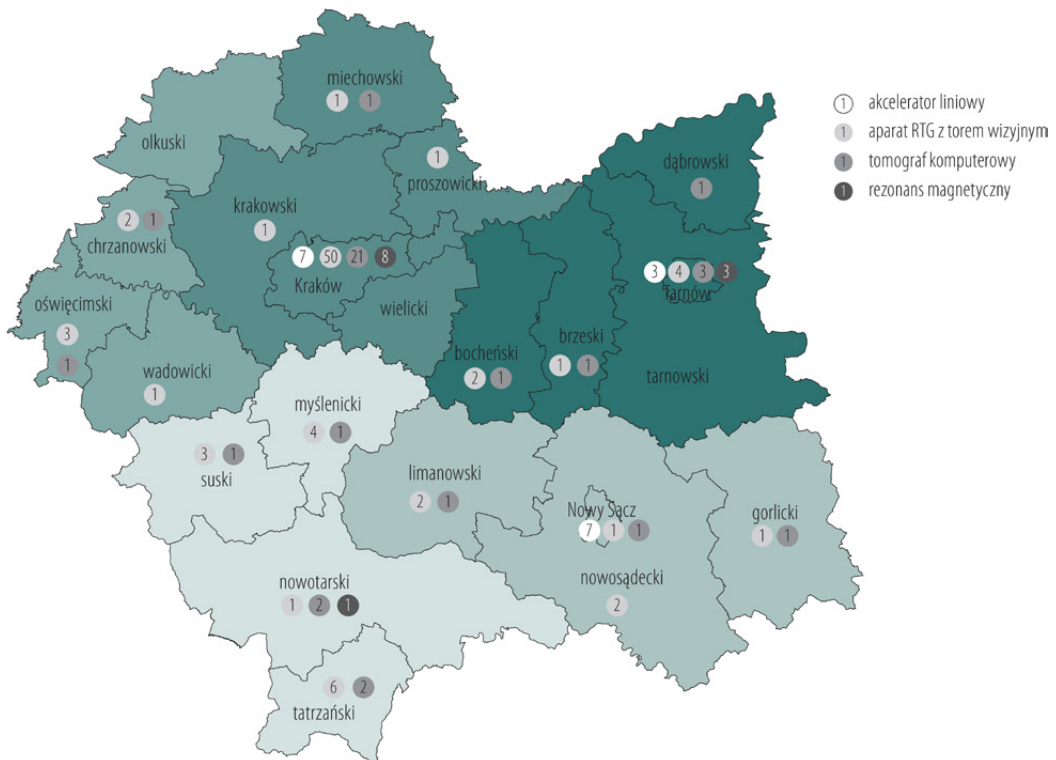 miechowski
1 1
olkuski
1 akcelerator liniowy
1 aparat RTG z torem wizyjnym
1 tomograf komputerowy
1 rezonans magnetyczny
1
proszowicki
dąbrowski
1
krakowski
1
2 1
chrzanowski
7 50 21 8
Kraków
3 4 3 3
Tarnów
oświęcimski
3
1
wielicki
brzeski
1 1
bocheński
2 1
tarnowski
wadowicki
1
myślenicki
4 1
3 1
suski
limanowski
2 1
Nowy Sącz
7 1 1
gorlicki
1 1
nowosądecki
2
nowotarski
1 2 1
6 2
tatrzański